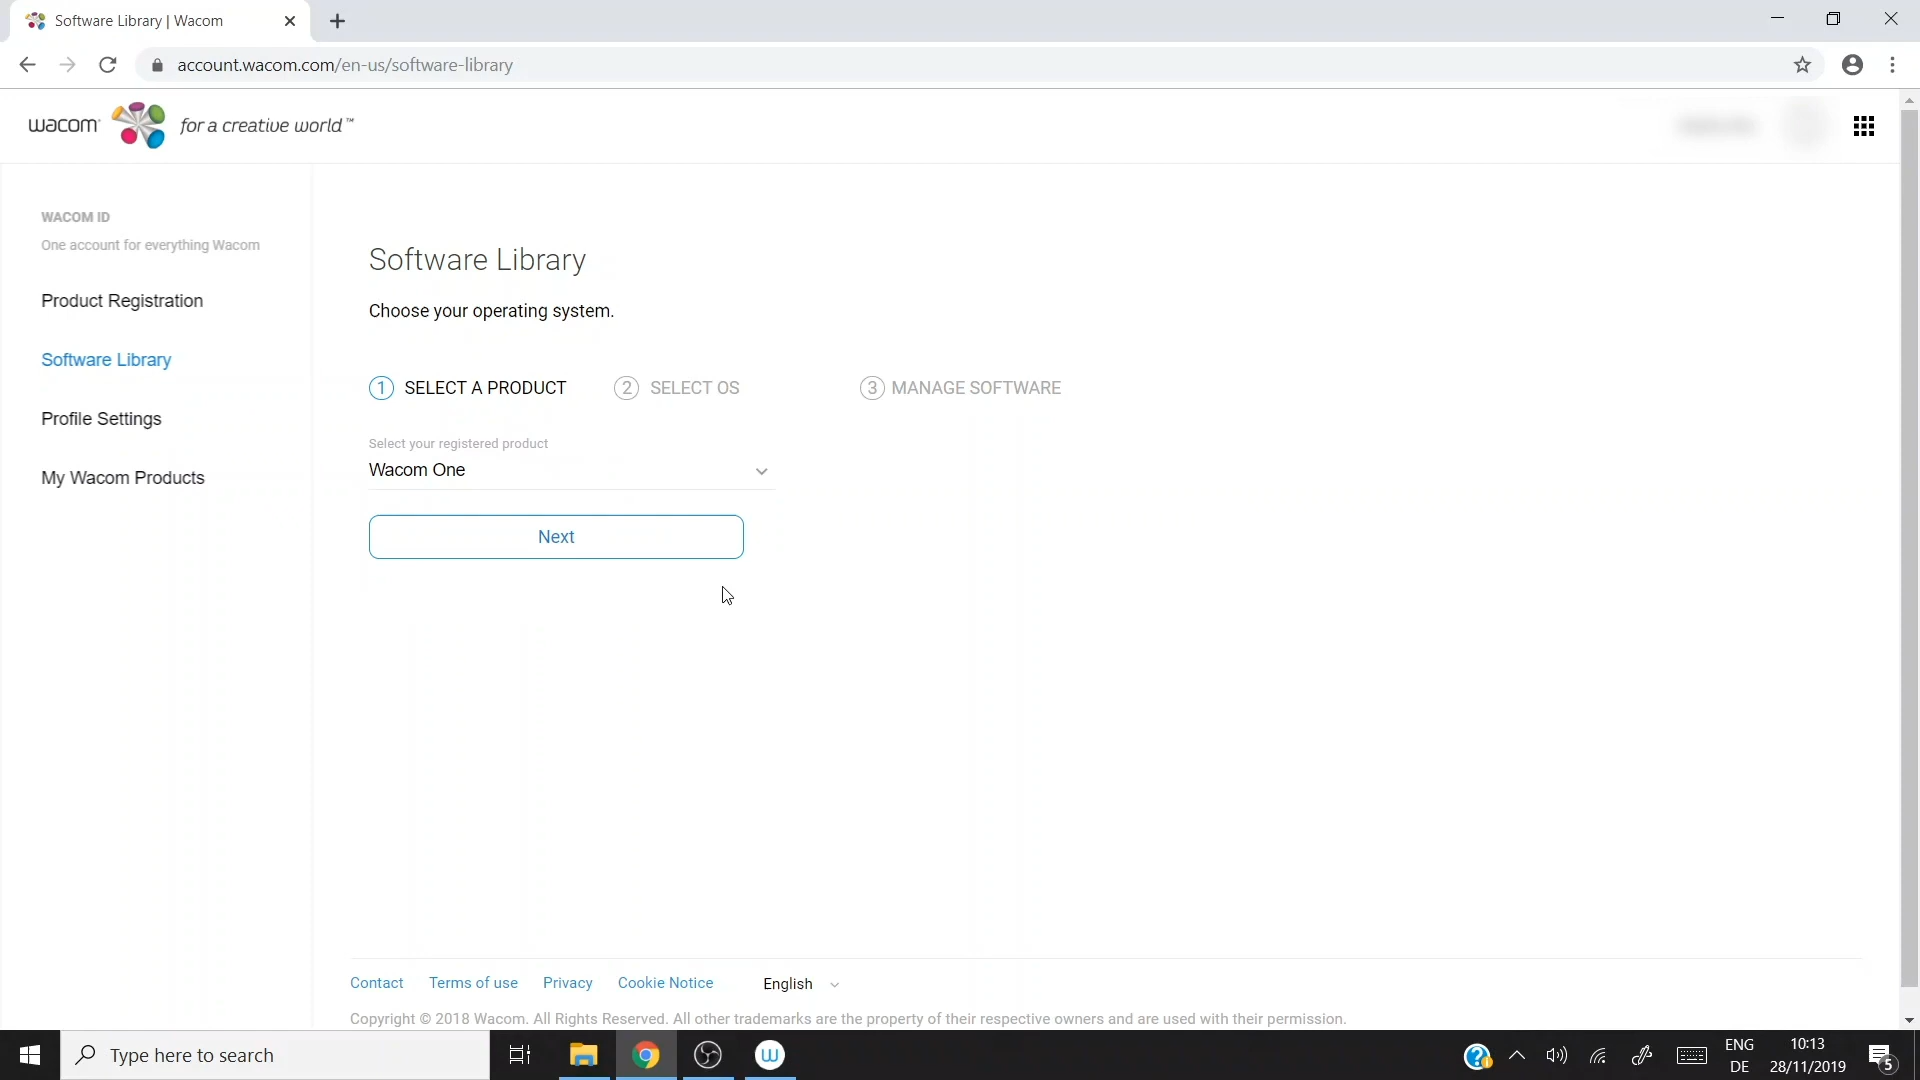 Software Library | Wacom
account.wacom.com/en-us/software-library
wacom® for a creative world™
WACOM ID
One account for everything Wacom
Product Registration
Software Library
Profile Settings
My Wacom Products
Software Library
Choose your operating system.
1 SELECT A PRODUCT 2 SELECT OS 3 MANAGE SOFTWARE
Select your registered product
Wacom One
Next
Contact Terms of use Privacy Cookie Notice English
Copyright © 2018 Wacom. All Rights Reserved. All other trademarks are the property of their respective owners and are used with their permission.
Type here to search
ENG 10:13
DE 28/11/2019 5